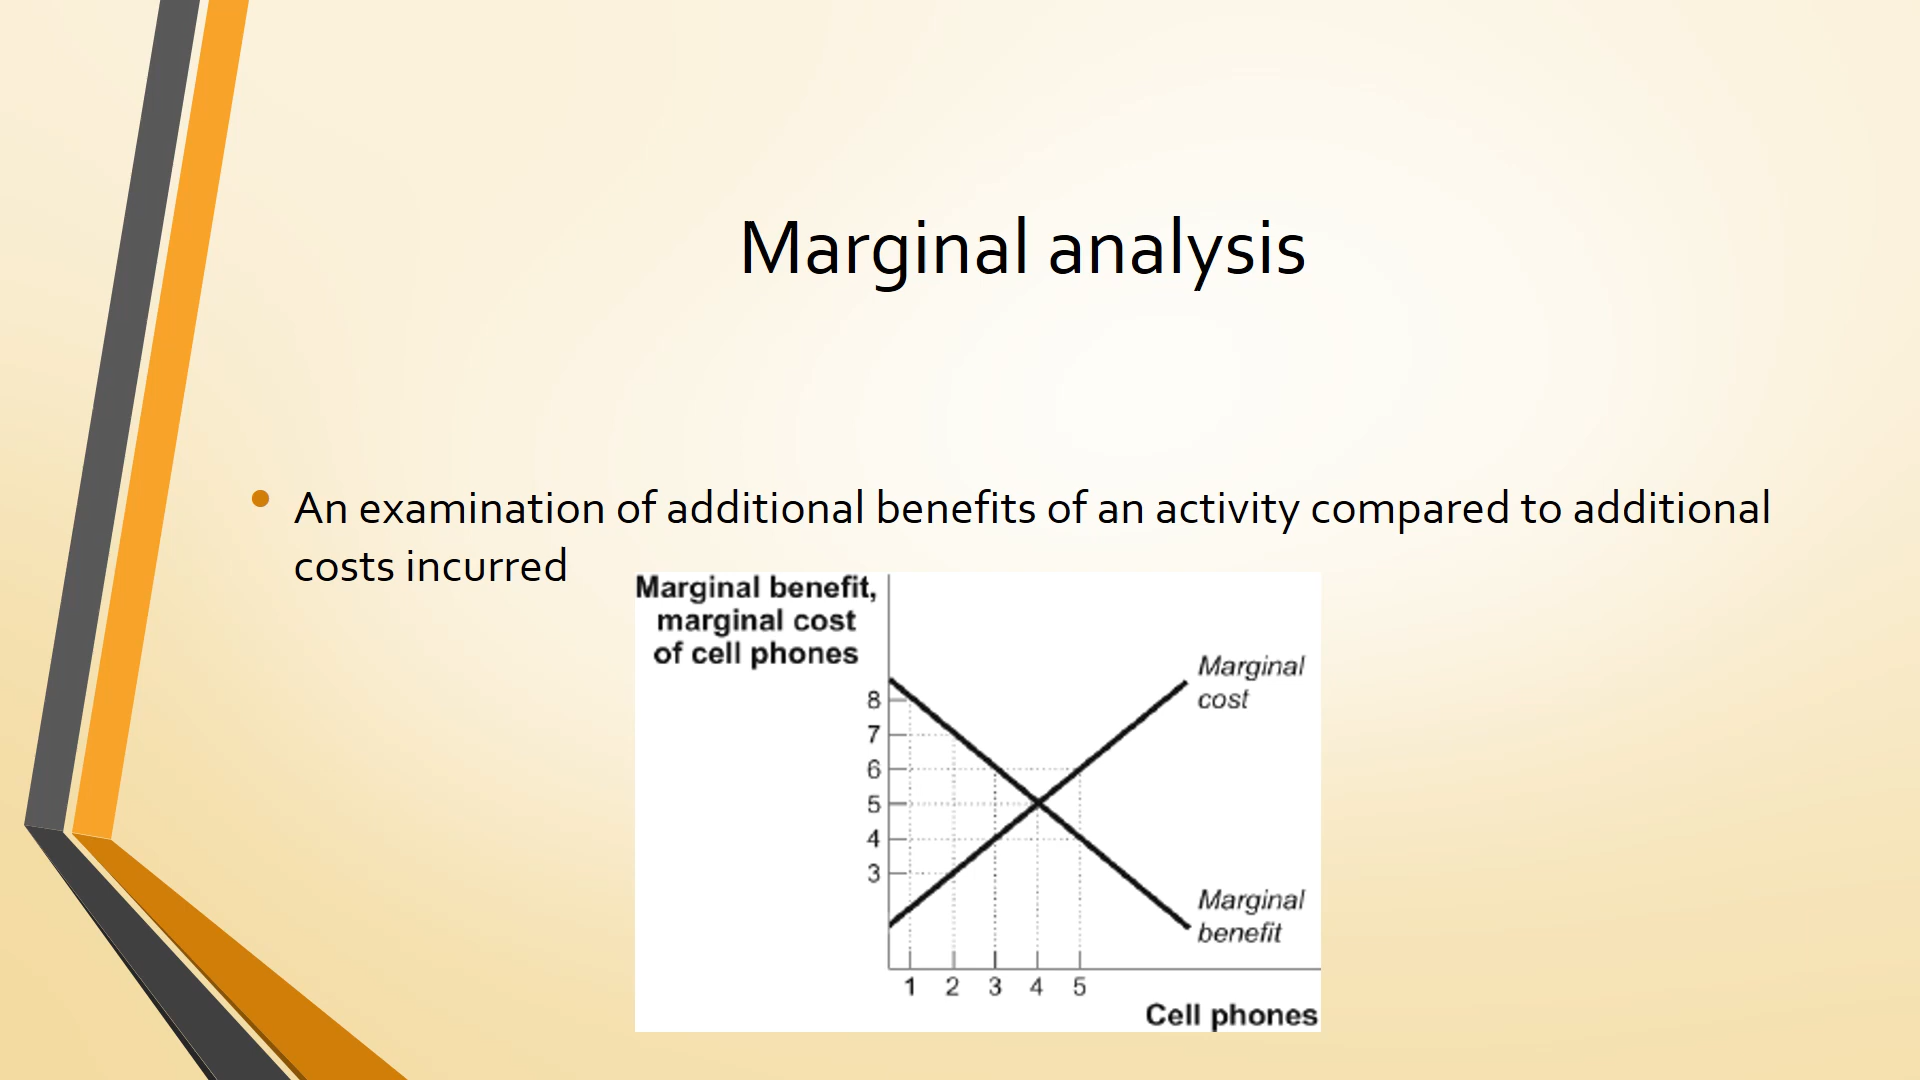 Marginal analysis
• An examination of additional benefits of an activity compared to additional
costs incurred
Marginal benefit,
marginal cost
of cell phones
Marginal
cost
8
7
6
5
4
3
Marginal
benefit
1 2 3 4 5
Cell phones